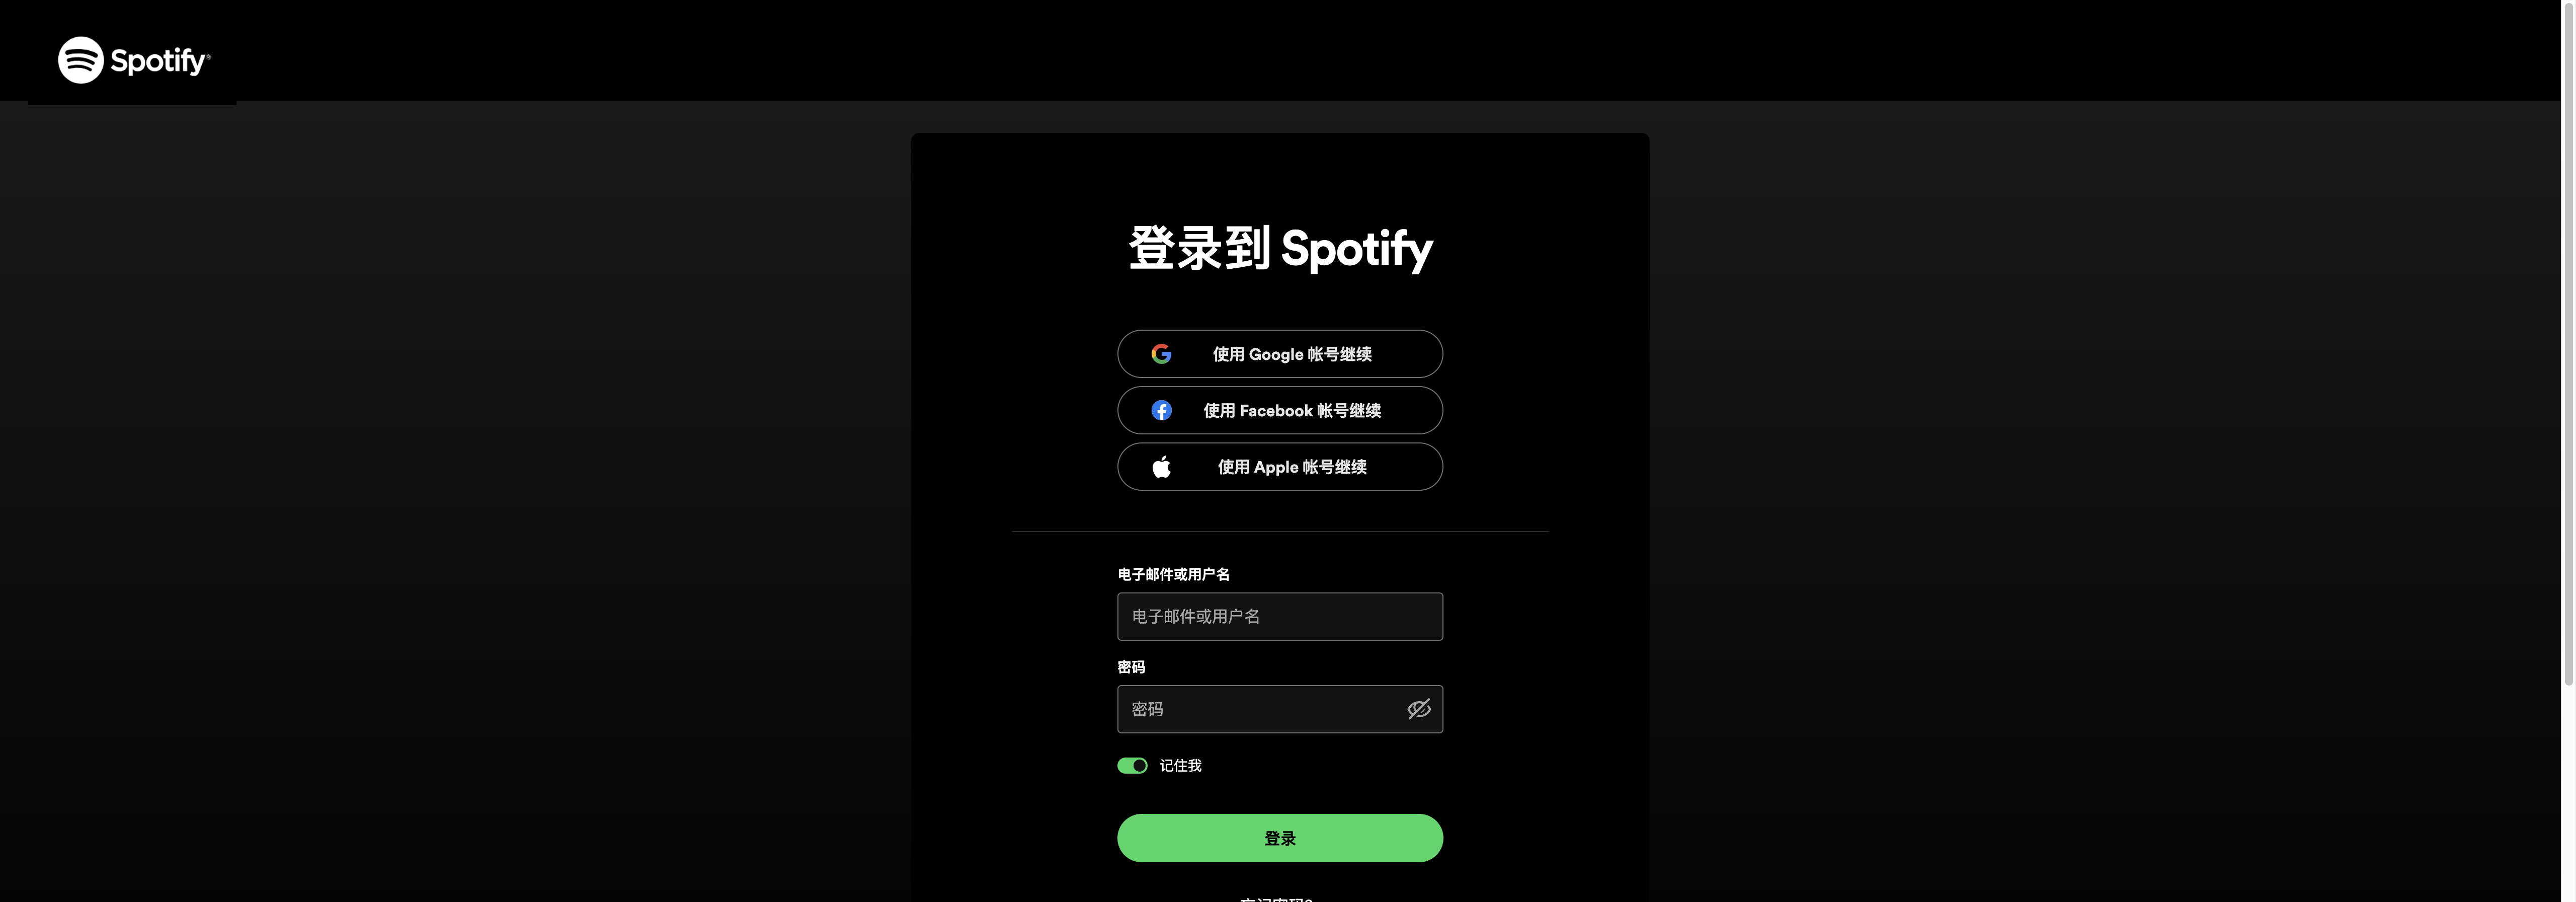 Spotify
登录到 Spotify
使用 Google 帐号继续
使用 Facebook 帐号继续
使用 Apple 帐号继续
电子邮件或用户名
电子邮件或用户名
密码
密码
记住我
登录